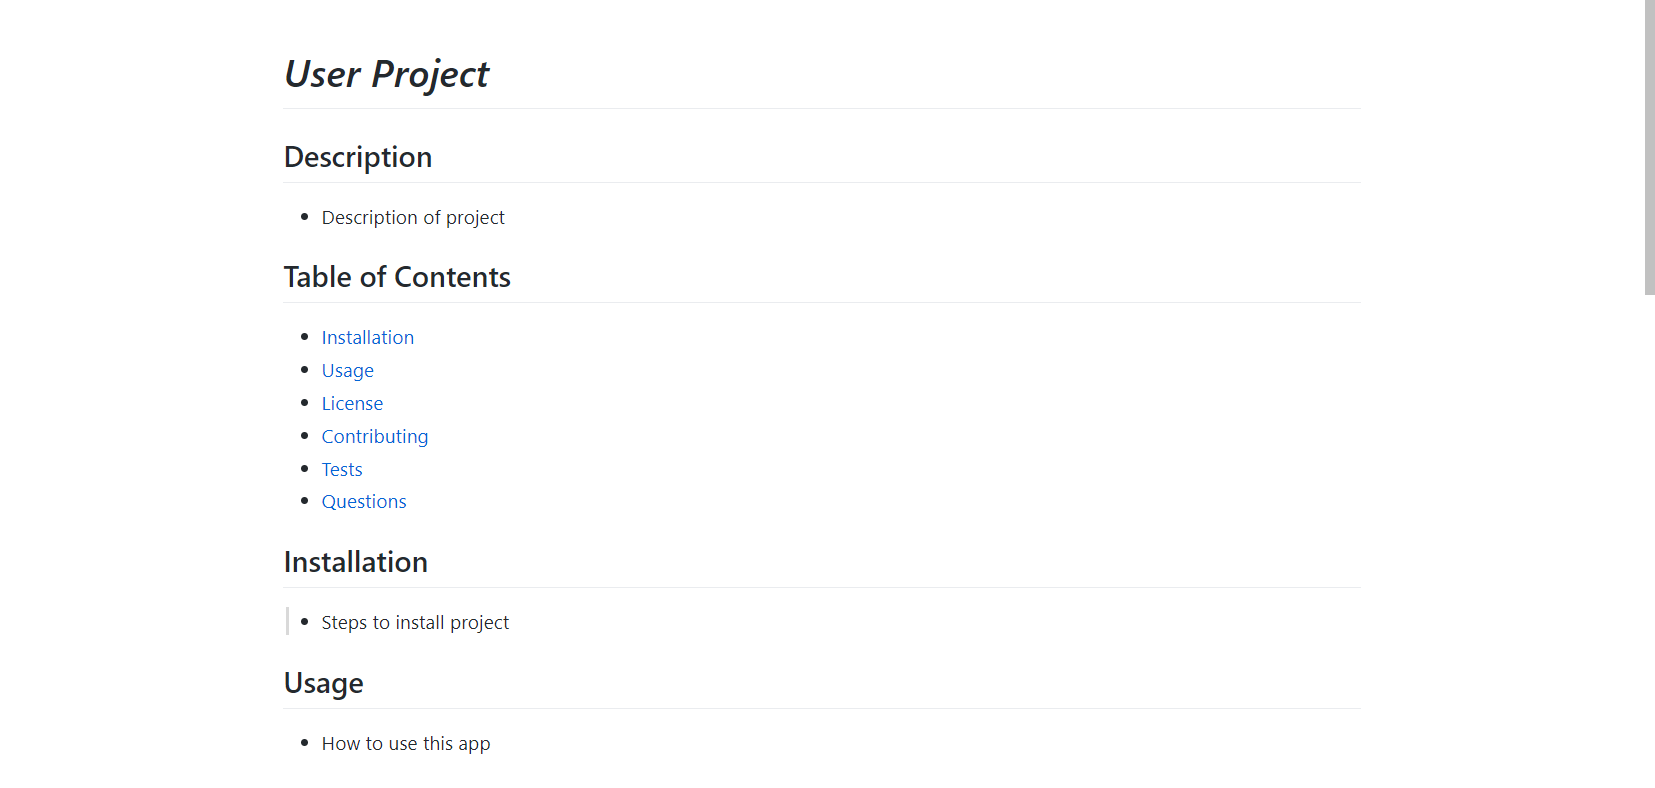 User Project
Description
Description of project
Table of Contents
Installation
Usage
License
Contributing
Tests
Questions
Installation
Steps to install project
Usage
How to use this app